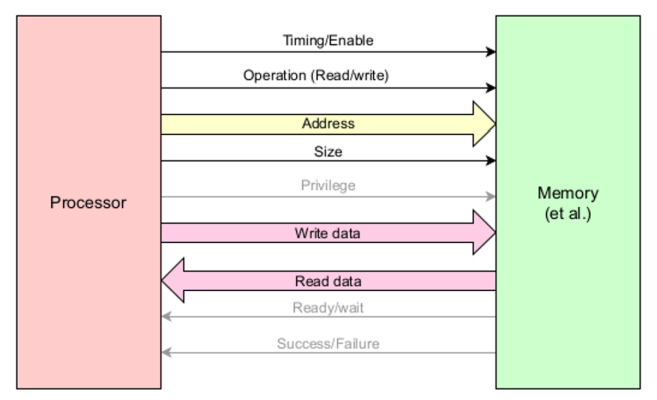 Timing/Enable
Operation (Read/write)
Address
Size
Privilege
Processor
Memory
(et al.)
Write data
Read data
Ready/wait
Success/Failure